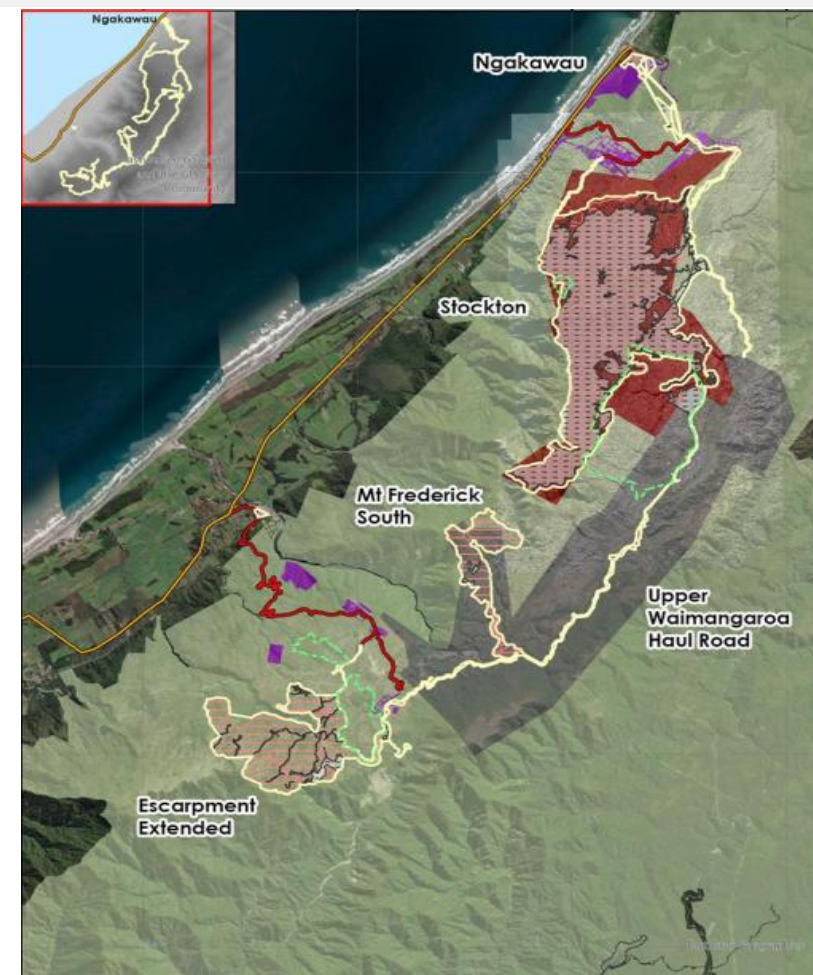 Ngakawau
Ngakawau
Stockton
Mt Frederick
South
Upper
Waimangaroa
Haul Road
Escarpment
Extended